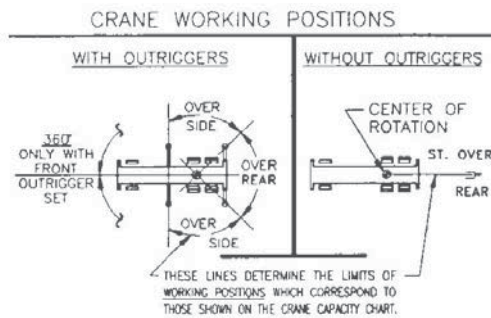 CRANE WORKING POSITIONS
WITH OUTRIGGERS
360°
ONLY WITH
FRONT
OUTRIGGER
SET
OVER
SIDE
OVER
REAR
OVER
SIDE
WITHOUT OUTRIGGERS
CENTER OF
ROTATION
ST. OVER
REAR
THESE LINES DETERMINE THE LIMITS OF
WORKING POSITIONS WHICH CORRESPOND TO
THOSE SHOWN ON THE CRANE CAPACITY CHART.